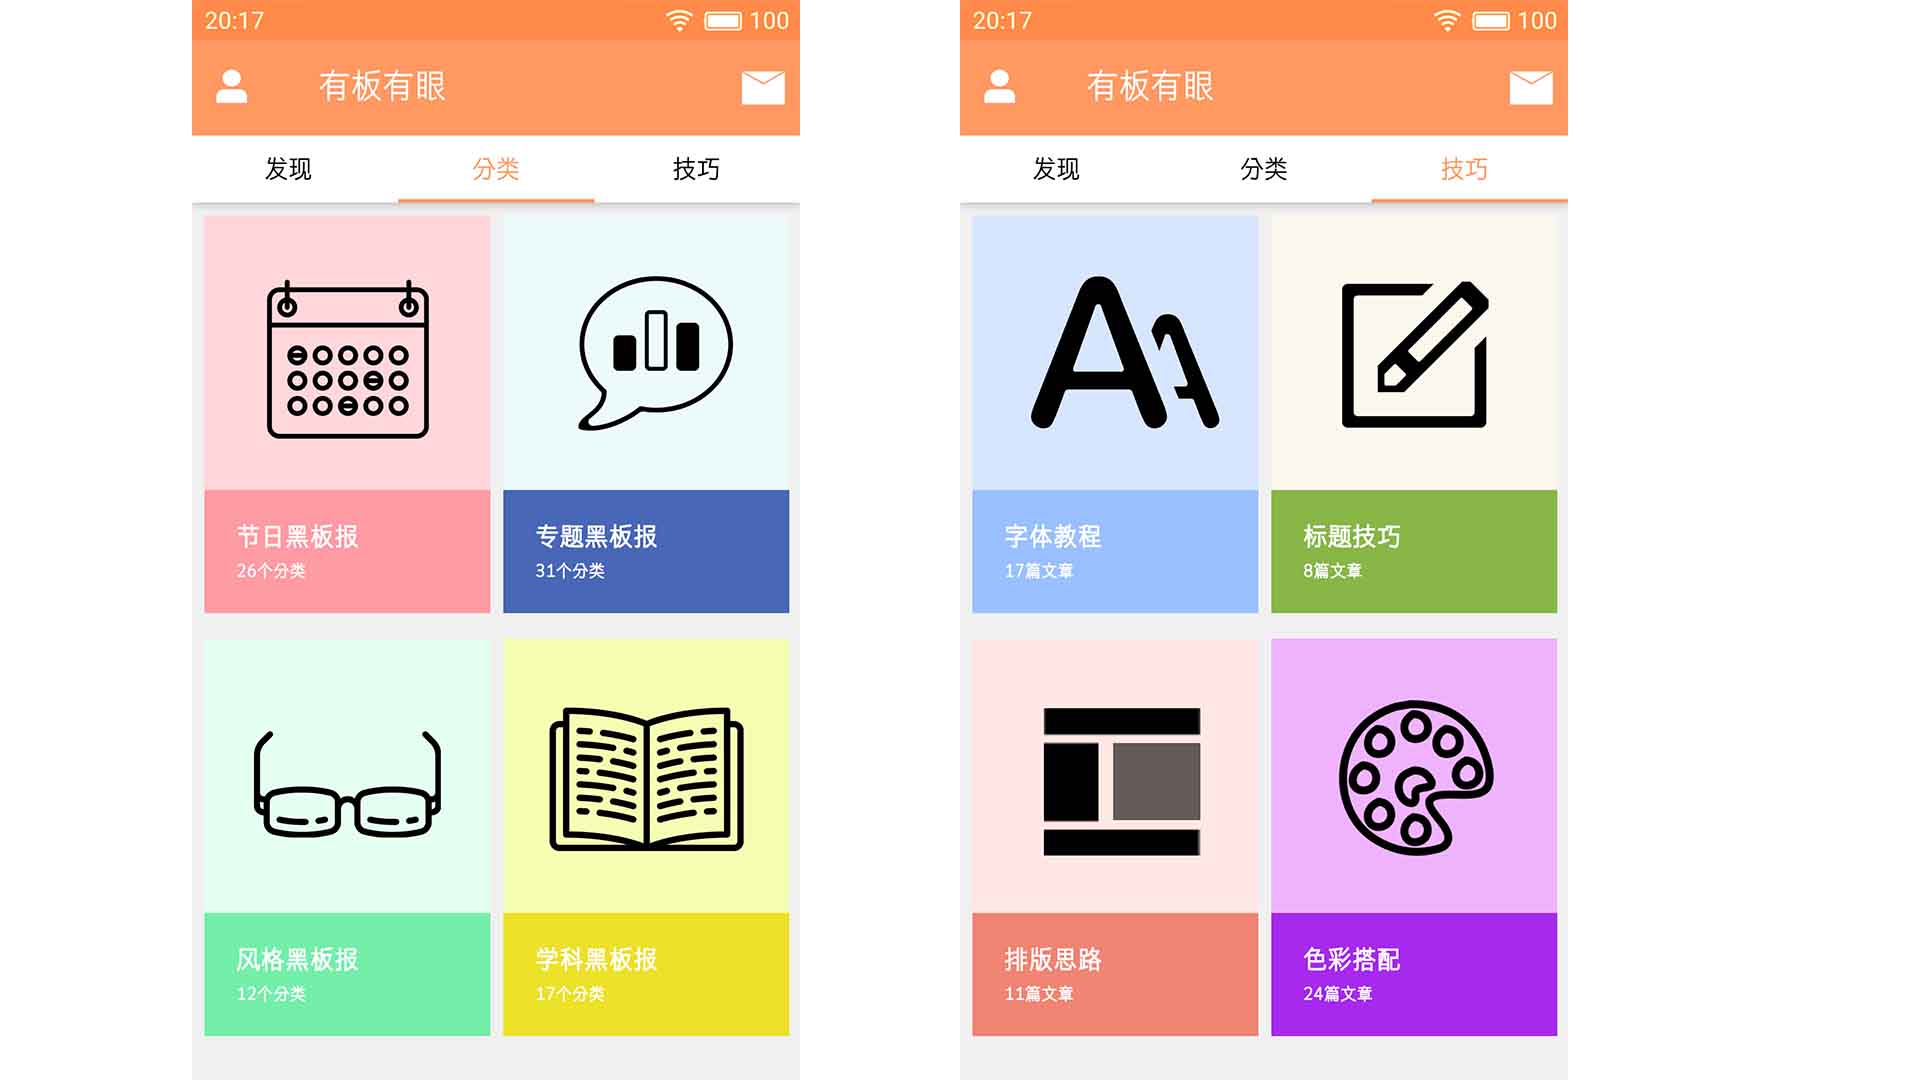 20:17 100
有板有眼
发现 分类 技巧
节日黑板报
26个分类
专题黑板报
31个分类
风格黑板报
12个分类
学科黑板报
17个分类
20:17 100
有板有眼
发现 分类 技巧
字体教程
17篇文章
标题技巧
8篇文章
排版思路
11篇文章
色彩搭配
24篇文章